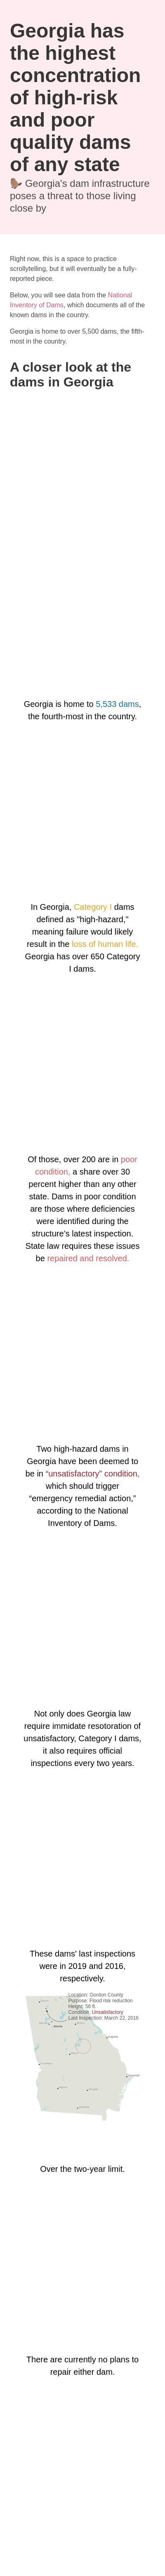 Georgia has
the highest
concentration
of high-risk
and poor
quality dams
of any state
Georgia's dam infrastructure
poses a threat to those living
close by
Right now, this is a space to practice
scrollytelling, but it will eventually be a fully-
reported piece.
Below, you will see data from the National
Inventory of Dams, which documents all of the
known dams in the country.
Georgia is home to over 5,500 dams, the fifth-
most in the country.
A closer look at the
dams in Georgia
Georgia is home to 5,533 dams,
the fourth-most in the country.
In Georgia, Category I dams
defined as "high-hazard,"
meaning failure would likely
result in the loss of human life.
Georgia has over 650 Category
I dams.
Of those, over 200 are in poor
condition, a share over 30
percent higher than any other
state. Dams in poor condition
are those where deficiencies
were identified during the
structure's latest inspection.
State law requires these issues
be repaired and resolved.
Two high-hazard dams in
Georgia have been deemed to
be in “unsatisfactory” condition,
which should trigger
“emergency remedial action,”
according to the National
Inventory of Dams.
Not only does Georgia law
require immidate resotoration of
unsatisfactory, Category I dams,
it also requires official
inspections every two years.
These dams' last inspections
were in 2019 and 2016,
respectively.
Location: Gordon County
Purpose: Flood risk reduction
Height: 56 ft.
Condition: Unsatisfactory
Last Inspection: March 22, 2016
Over the two-year limit.
There are currently no plans to
repair either dam.